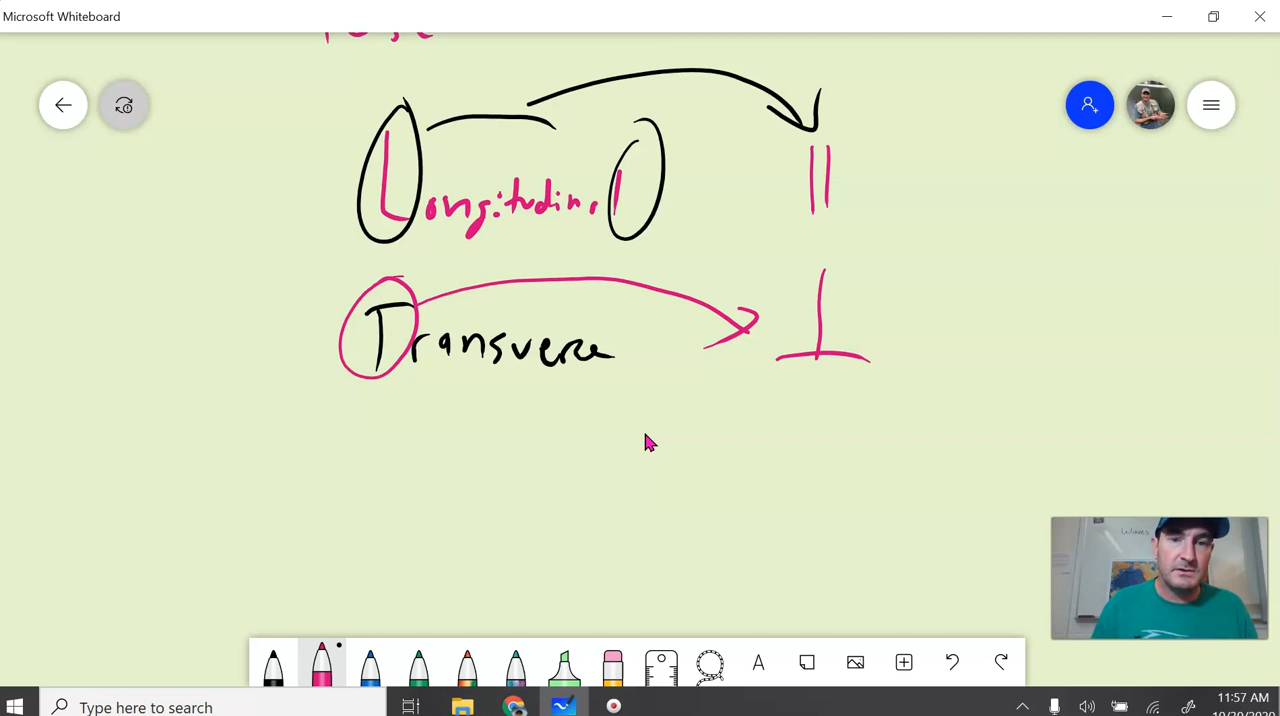 Microsoft Whiteboard
Longitudinal ||
Transverse ⊥
A
Type here to search
11:57 AM